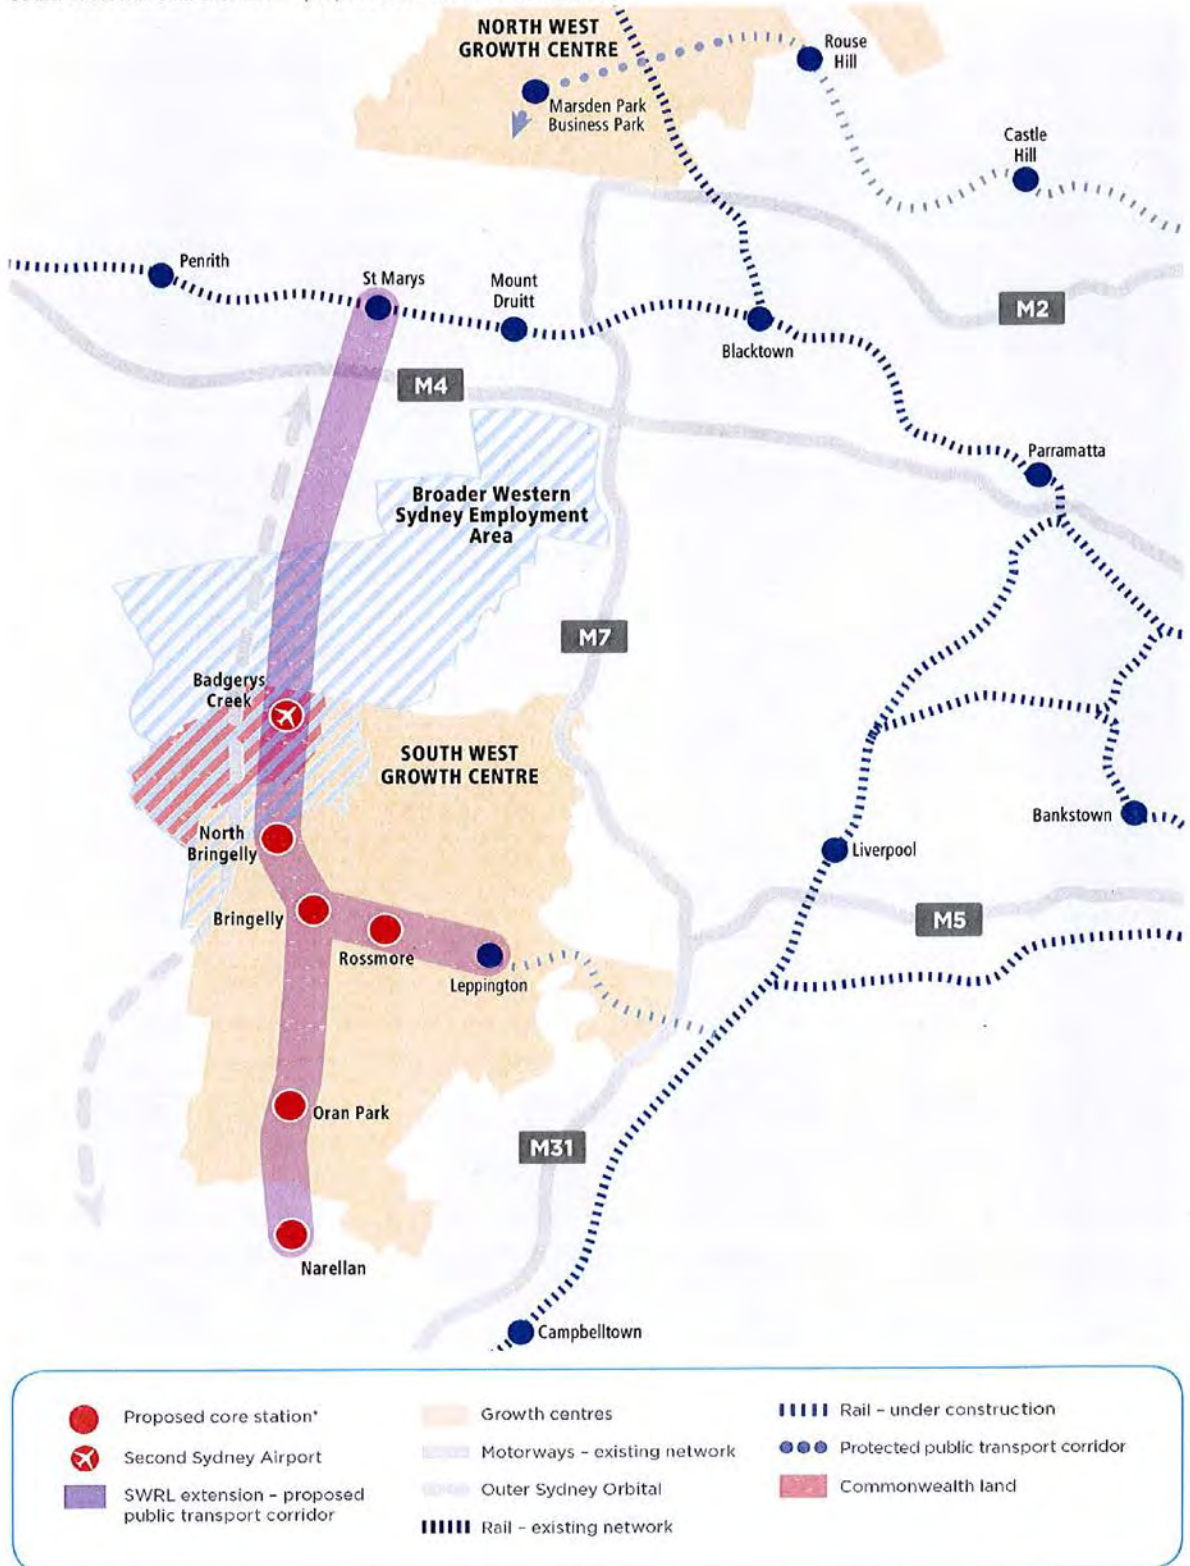 NORTH WEST
GROWTH CENTRE
Rouse
Hill
Marsden Park
Business Park
Castle
Hill
Penrith
St Marys
Mount
Druitt
M2
Blacktown
M4
Parramatta
Broader Western
Sydney Employment
Area
M7
Badgerys
Creek
SOUTH WEST
GROWTH CENTRE
Bankstown
North
Bringelly
Liverpool
Bringelly
M5
Rossmore
Leppington
Oran Park
M31
Narellan
Campbelltown
Proposed core station*
Second Sydney Airport
SWRL extension – proposed
public transport corridor
Growth centres
Motorways – existing network
Outer Sydney Orbital
Rail – existing network
Rail – under construction
Protected public transport corridor
Commonwealth land